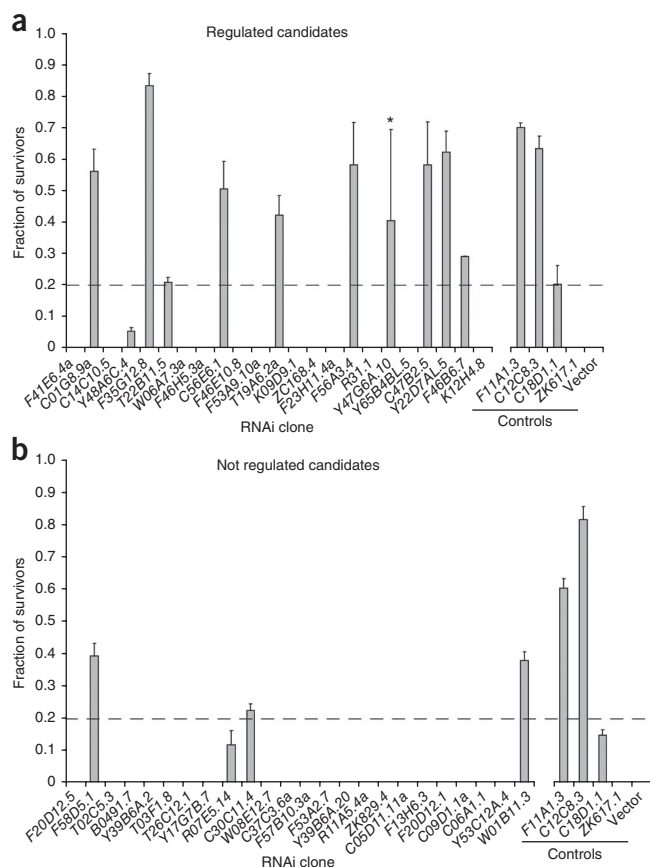 a
Regulated candidates
Fraction of survivors
1.0
0.9
0.8
0.7
0.6
0.5
0.4
0.3
0.2
0.1
0
*
F41E6.4a
C01G8.9a
C14C10.5
Y48A6C.4
F35G12.8
T22B11.5
W06A7.3a
F46H5.3a
C56E6.1
F46E10.8
F53A9.10a
T19A6.2a
K09D9.1
ZC168.4
F23H11.4a
F56A3.4
R31.1
Y47G6A.10
Y65B4BL.5
C47B2.5
Y22D7AL.5
F46B6.7
K12H4.8
F11A1.3
C12C8.3
C18D1.1
ZK617.1
Vector
Controls
RNAi clone
b
Not regulated candidates
Fraction of survivors
1.0
0.9
0.8
0.7
0.6
0.5
0.4
0.3
0.2
0.1
0
F20D12.5
F58D5.1
T02C5.3
B0491.7
Y39B6A.2
T03F1.8
T26C12.1
Y17G7B.7
R07E5.14
C30C11.4
W08E12.7
C37C3.6a
F57B10.3a
F53A2.7
Y39B6A.20
R11A5.4a
ZK829.4
C05D11.11a
F13H6.3
F20D12.1
C09D1.1a
C06A1.1
Y53C12A.4
W01B11.3
F11A1.3
C12C8.3
C18D1.1
ZK617.1
Vector
Controls
RNAi clone